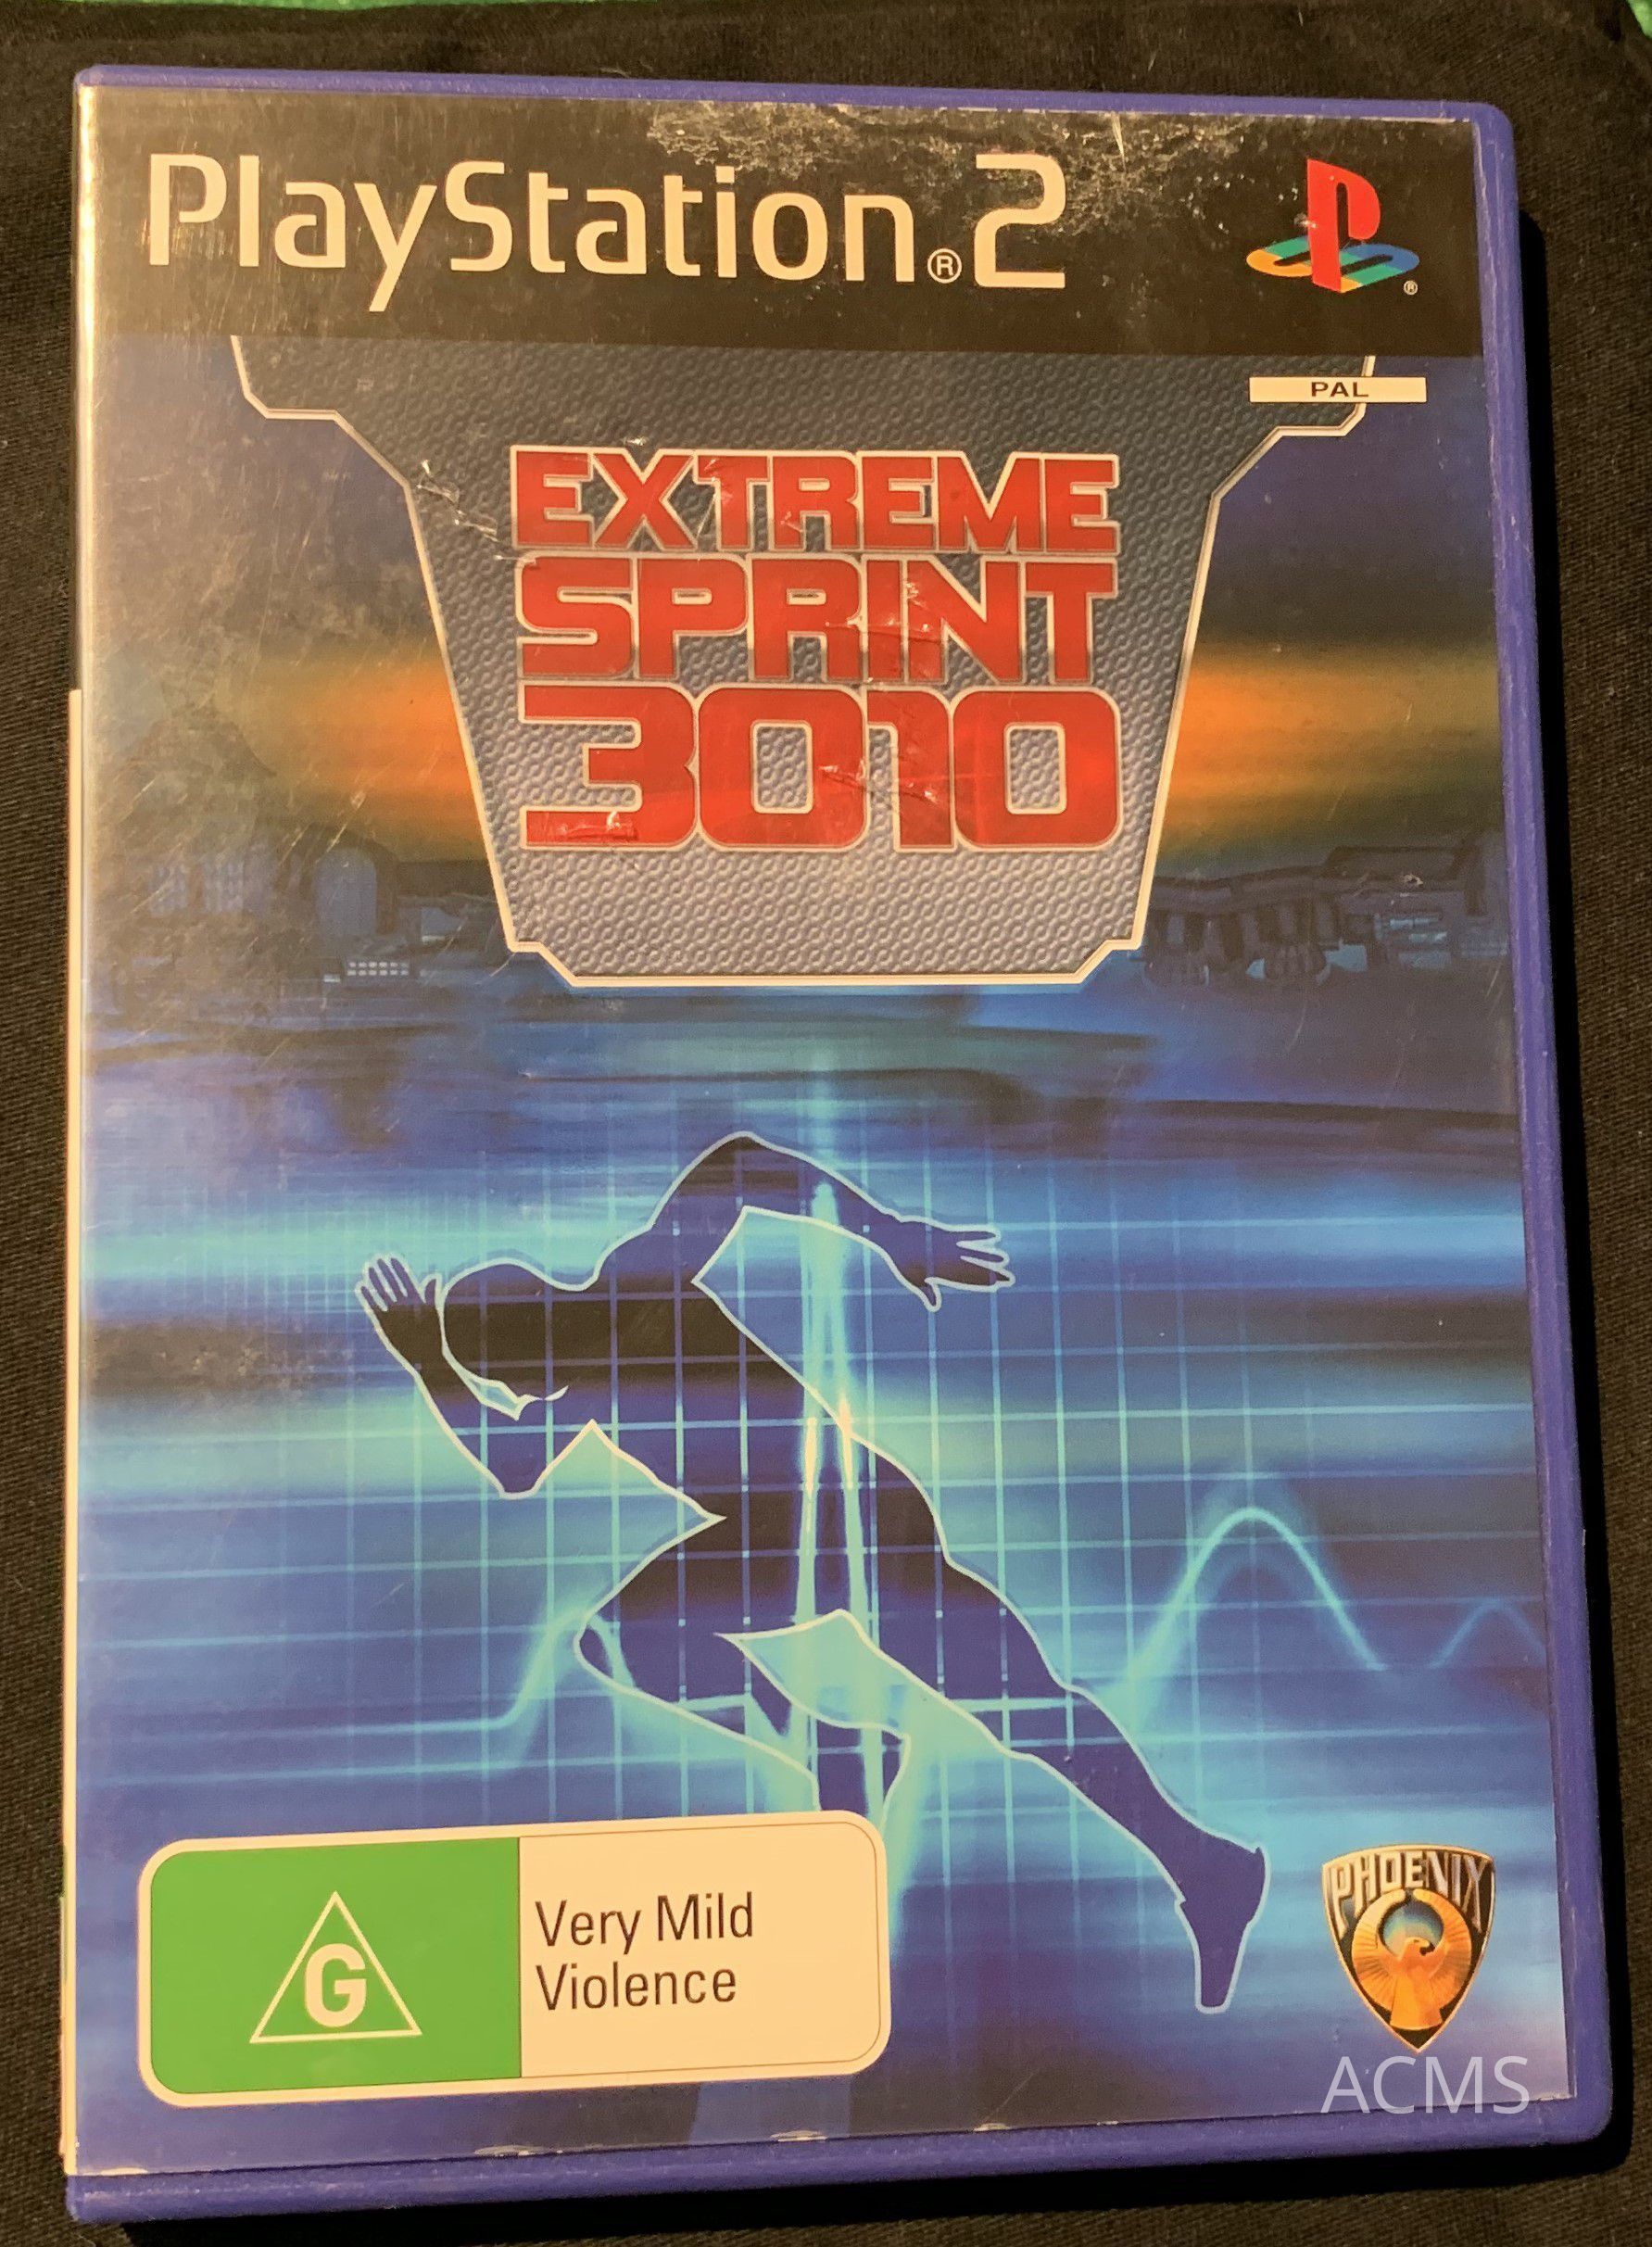 PlayStation®2
PAL
EXTREME
SPRINT
3010
G
Very Mild
Violence
PHOENIX
ACMS